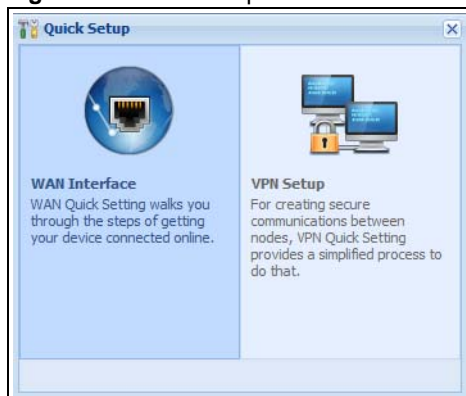 Quick Setup
WAN Interface
WAN Quick Setting walks you
through the steps of getting
your device connected online.
VPN Setup
For creating secure
communications between
nodes, VPN Quick Setting
provides a simplified process to
do that.